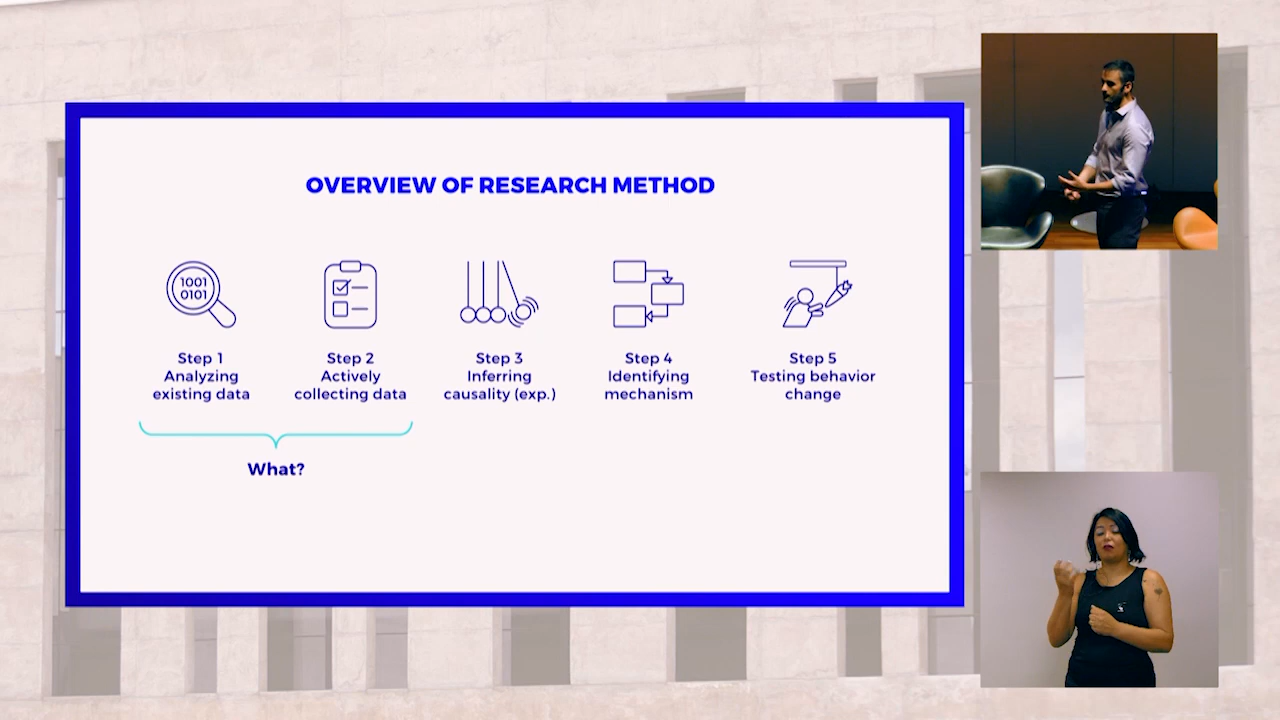 OVERVIEW OF RESEARCH METHOD
1001
0101
Step 1
Analyzing
existing data
Step 2
Actively
collecting data
Step 3
Inferring
causality (exp.)
Step 4
Identifying
mechanism
Step 5
Testing behavior
change
What?